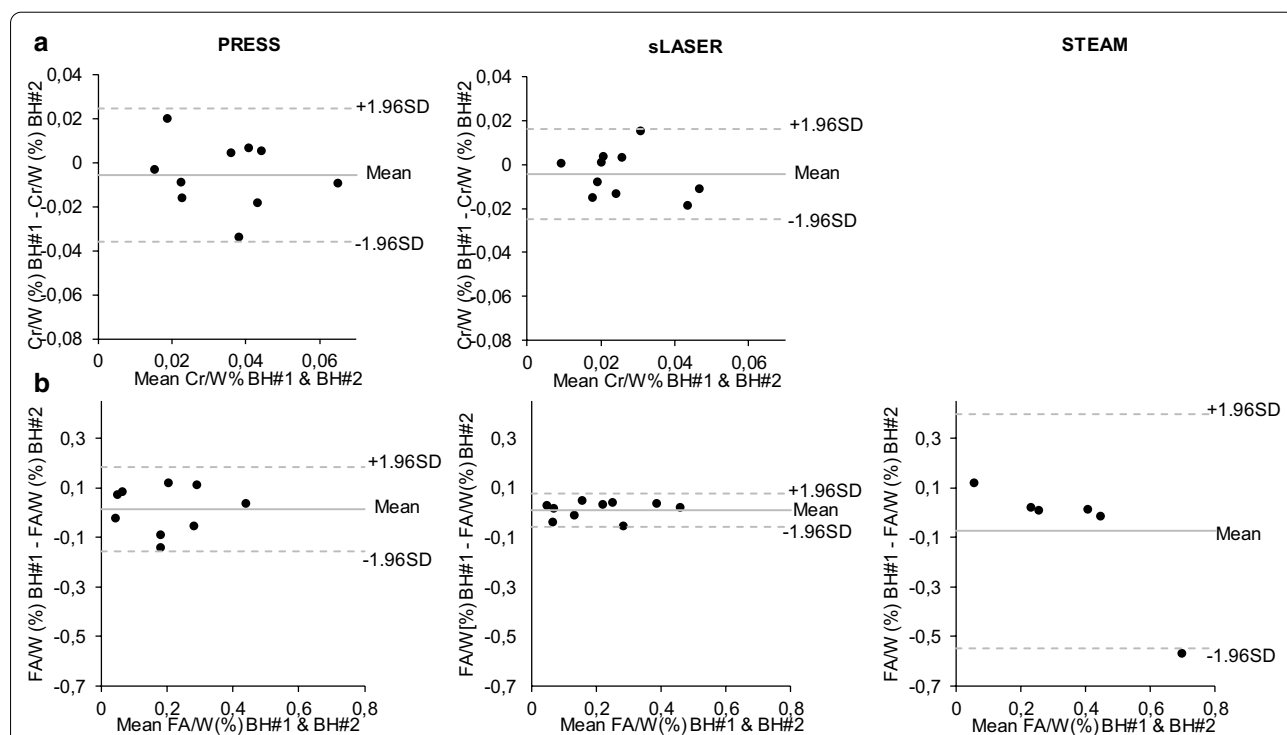 a
PRESS
sLASER
STEAM
Cr/W (%) BH#1 - Cr/W (%) BH#2
0,04
0,02
0
-0,02
-0,04
-0,06
-0,08
+1.96SD
Mean
-1.96SD
0
0,02
0,04
0,06
Mean Cr/W% BH#1 & BH#2
Cr/W (%) BH#1 - Cr/W (%) BH#2
0,04
0,02
0
-0,02
-0,04
-0,06
-0,08
+1.96SD
Mean
-1.96SD
0
0,02
0,04
0,06
Mean Cr/W% BH#1 & BH#2
b
FA/W (%) BH#1 - FA/W (%) BH#2
0,3
0,1
-0,1
-0,3
-0,5
-0,7
+1.96SD
Mean
-1.96SD
0
0,2
0,4
0,6
0,8
Mean FA/W(%) BH#1 & BH#2
FA/W[%) BH#1 - FA/W(%) BH#2
0,3
0,1
-0,1
-0,3
-0,5
-0,7
+1.96SD
Mean
-1.96SD
0
0,2
0,4
0,6
0,8
Mean FA/W(%) BH#1 & BH#2
FA/W (%) BH#1 - FA/W (%) BH#2
0,3
0,1
-0,1
-0,3
-0,5
-0,7
+1.96SD
Mean
-1.96SD
0
0,2
0,4
0,6
0,8
Mean FA/W(%) BH#1 & BH#2